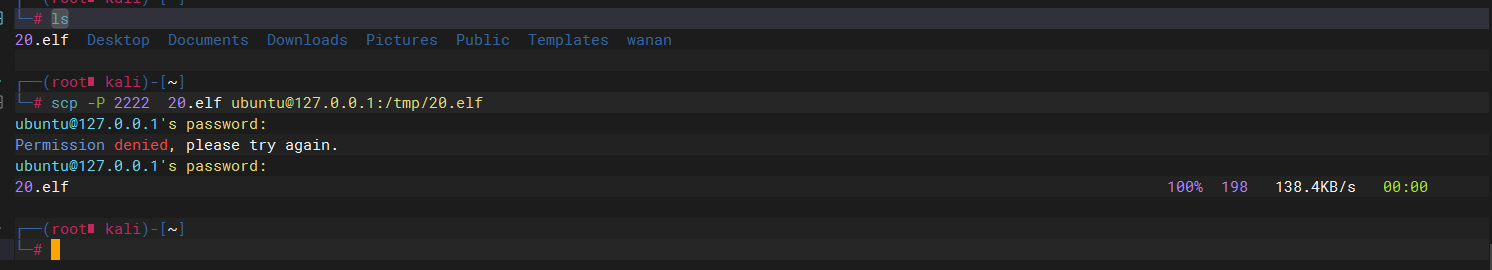 (root kali)-[~]
└─# ls
20.elf Desktop Documents Downloads Pictures Public Templates wanan
┌──(root kali)-[~]
└─# scp -P 2222  20.elf ubuntu@127.0.0.1:/tmp/20.elf
ubuntu@127.0.0.1's password:
Permission denied, please try again.
ubuntu@127.0.0.1's password:
20.elf 100% 198 138.4KB/s 00:00
┌──(root kali)-[~]
└─#